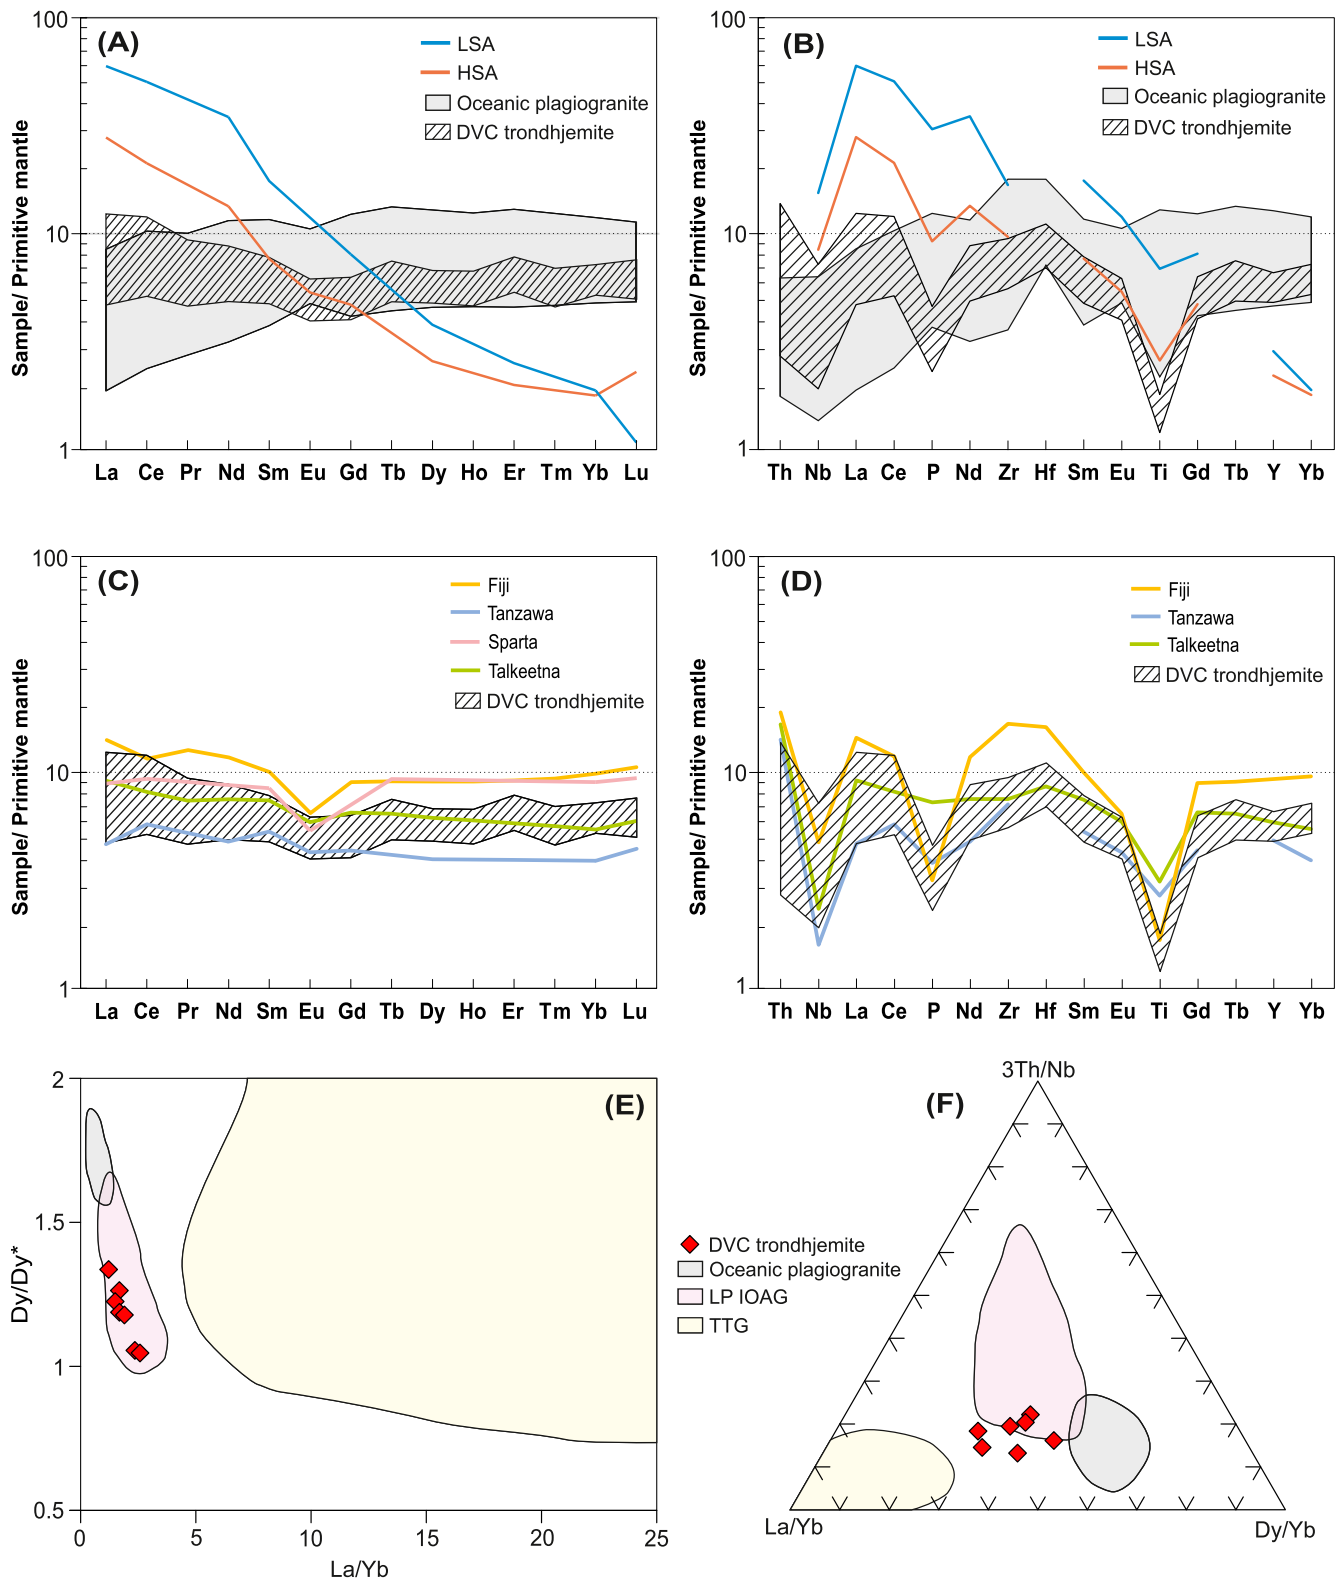 (A)
LSA
HSA
Oceanic plagiogranite
DVC trondhjemite
Sample/ Primitive mantle
100
10
1
La Ce Pr Nd Sm Eu Gd Tb Dy Ho Er Tm Yb Lu
(B)
LSA
HSA
Oceanic plagiogranite
DVC trondhjemite
Sample/ Primitive mantle
100
10
1
Th Nb La Ce P Nd Zr Hf Sm Eu Ti Gd Tb Y Yb
(C)
Fiji
Tanzawa
Sparta
Talkeetna
DVC trondhjemite
Sample/ Primitive mantle
100
10
1
La Ce Pr Nd Sm Eu Gd Tb Dy Ho Er Tm Yb Lu
(D)
Fiji
Tanzawa
Talkeetna
DVC trondhjemite
Sample/ Primitive mantle
100
10
1
Th Nb La Ce P Nd Zr Hf Sm Eu Ti Gd Tb Y Yb
(E)
Dy/Dy*
2
1.5
1
0.5
0 5 10 15 20 25
La/Yb
(F)
3Th/Nb
DVC trondhjemite
Oceanic plagiogranite
LP IOAG
TTG
La/Yb
Dy/Yb